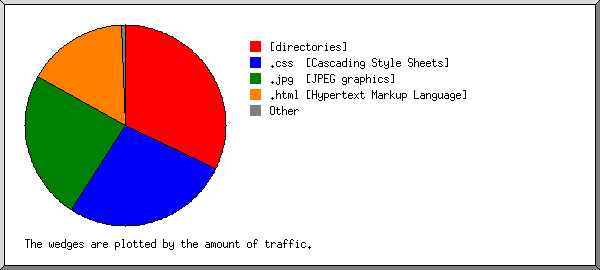 [directories]
.css [Cascading Style Sheets]
.jpg [JPEG graphics]
.html [Hypertext Markup Language]
Other
The wedges are plotted by the amount of traffic.